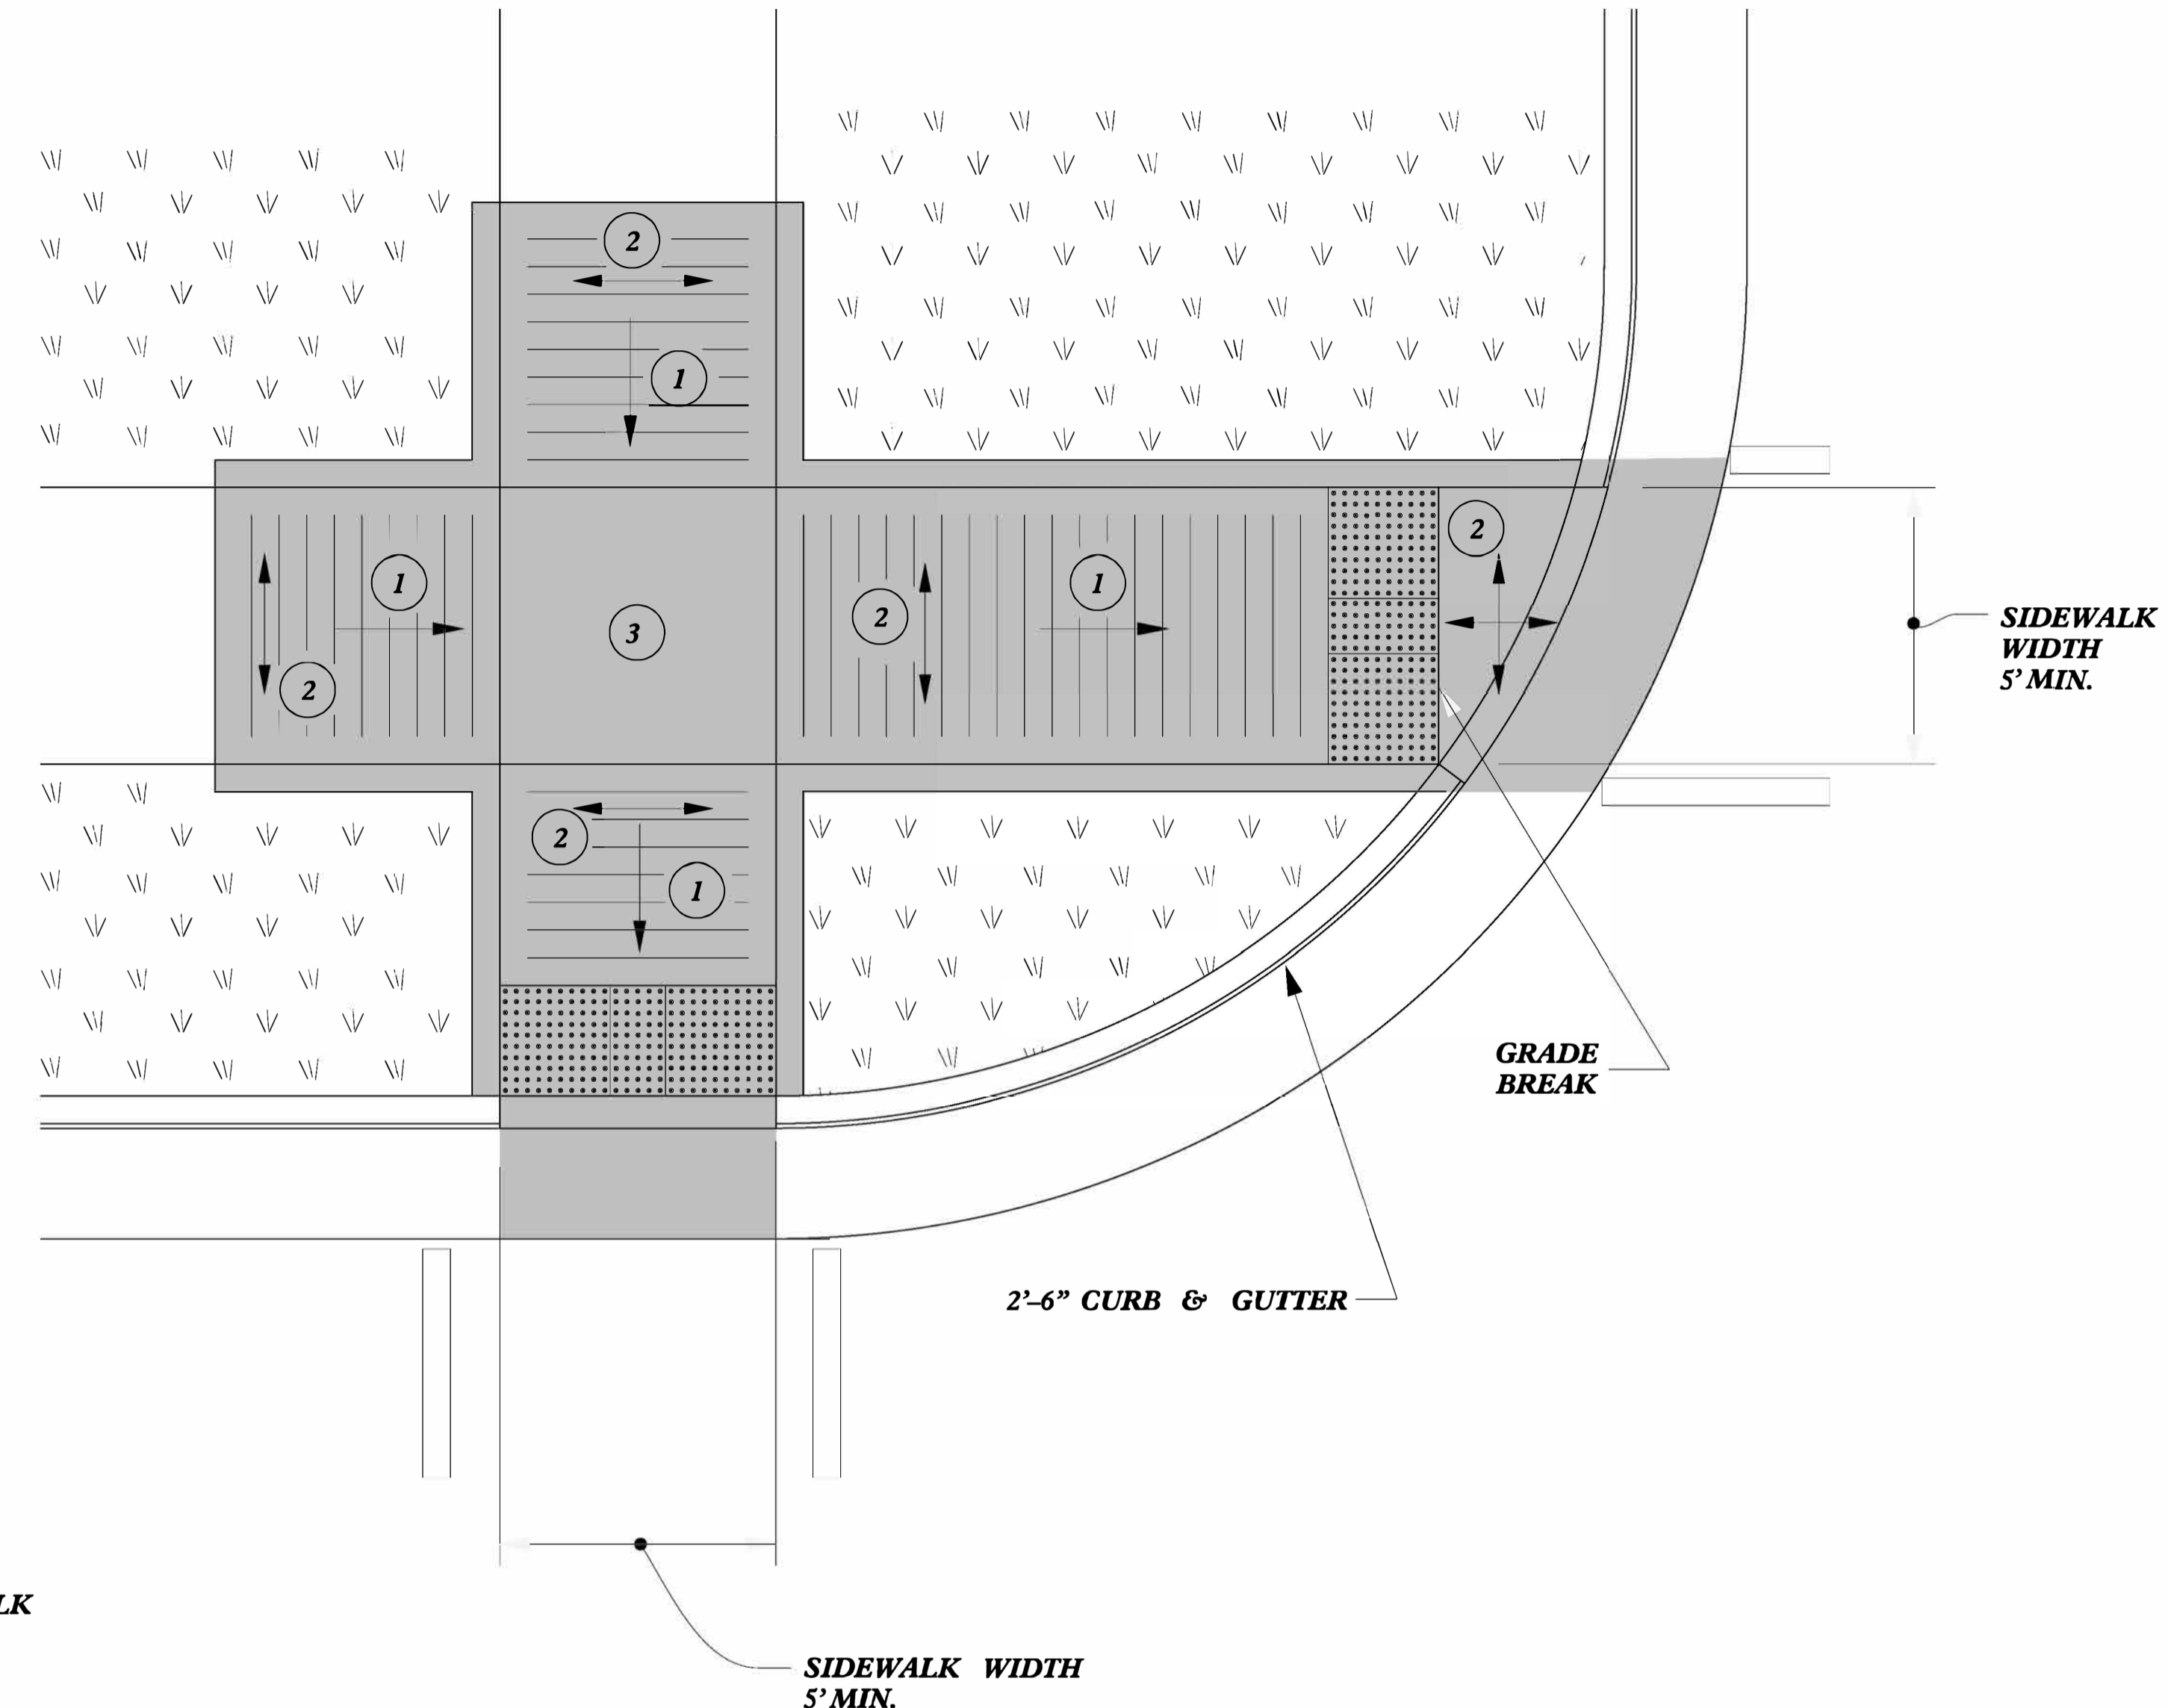 2
1
2
1
1
3
2
2
SIDEWALK
WIDTH
5' MIN.
2
1
GRADE
BREAK
2'–6” CURB & GUTTER
LK
SIDEWALK WIDTH
5' MIN.